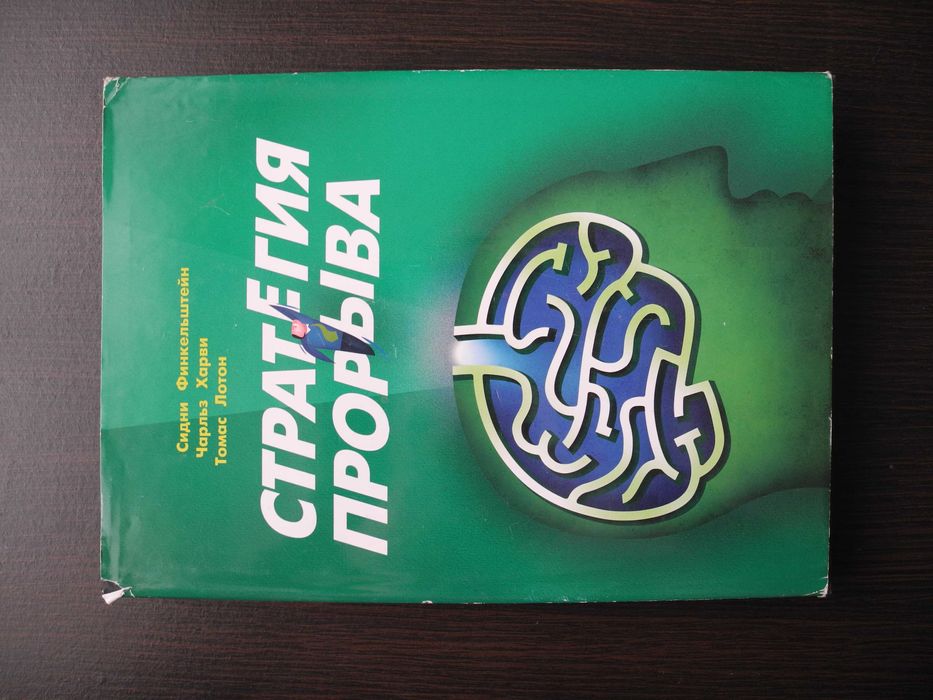 Сидни Финкельштейн
Чарльз Харви
Томас Лотон
СТРАТЕГИЯ
ПРОРЫВА